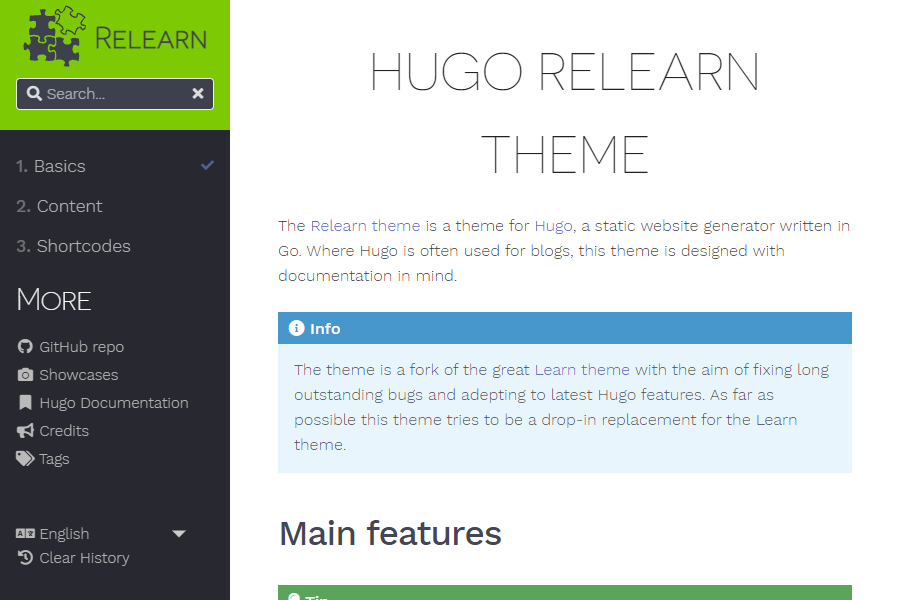 RELEARN
Search...
1. Basics
2. Content
3. Shortcodes
MORE
GitHub repo
Showcases
Hugo Documentation
Credits
Tags
English
Clear History
HUGO RELEARN
THEME
The Relearn theme is a theme for Hugo, a static website generator written in
Go. Where Hugo is often used for blogs, this theme is designed with
documentation in mind.
Info
The theme is a fork of the great Learn theme with the aim of fixing long
outstanding bugs and adepting to latest Hugo features. As far as
possible this theme tries to be a drop-in replacement for the Learn
theme.
Main features
Tip